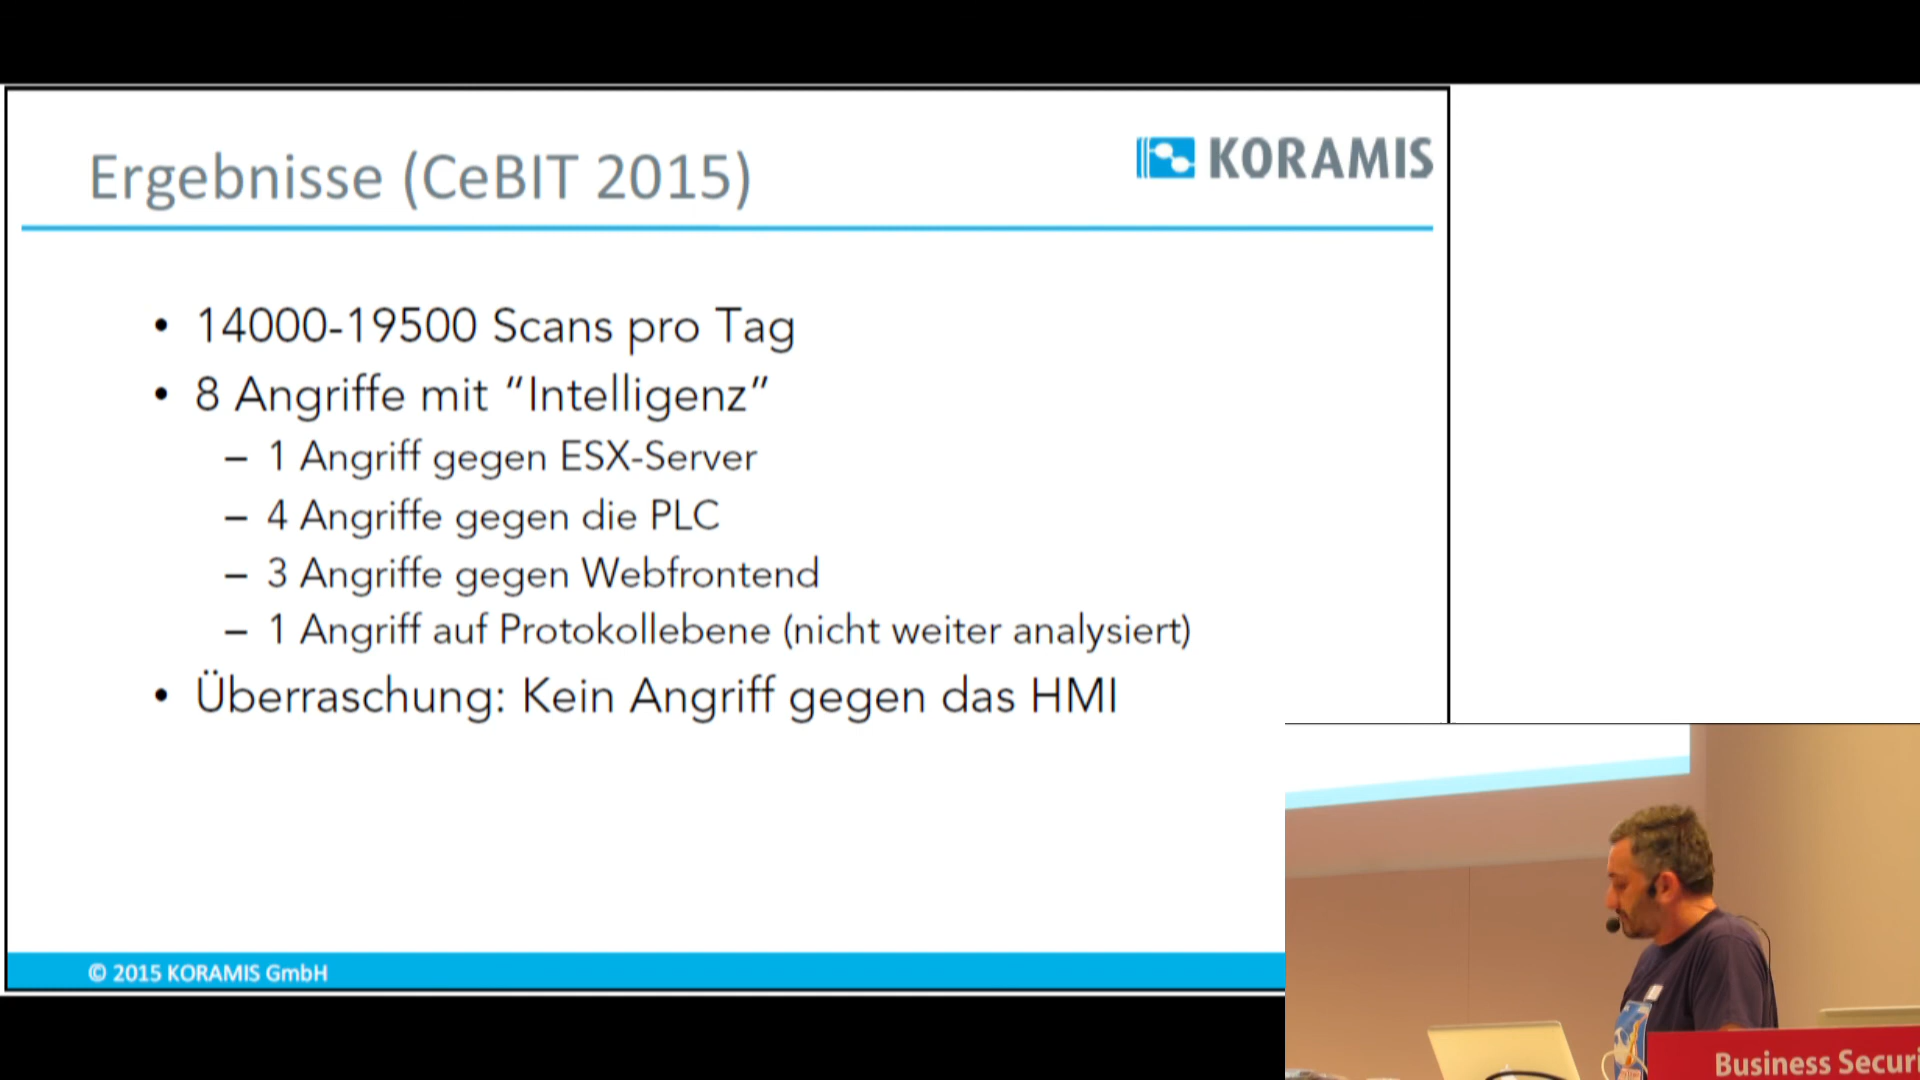 Ergebnisse (CeBIT 2015)
KORAMIS
• 14000-19500 Scans pro Tag
• 8 Angriffe mit “Intelligenz”
– 1 Angriff gegen ESX-Server
– 4 Angriffe gegen die PLC
– 3 Angriffe gegen Webfrontend
– 1 Angriff auf Protokollebene (nicht weiter analysiert)
• Überraschung: Kein Angriff gegen das HMI
© 2015 KORAMIS GmbH
Business Securi